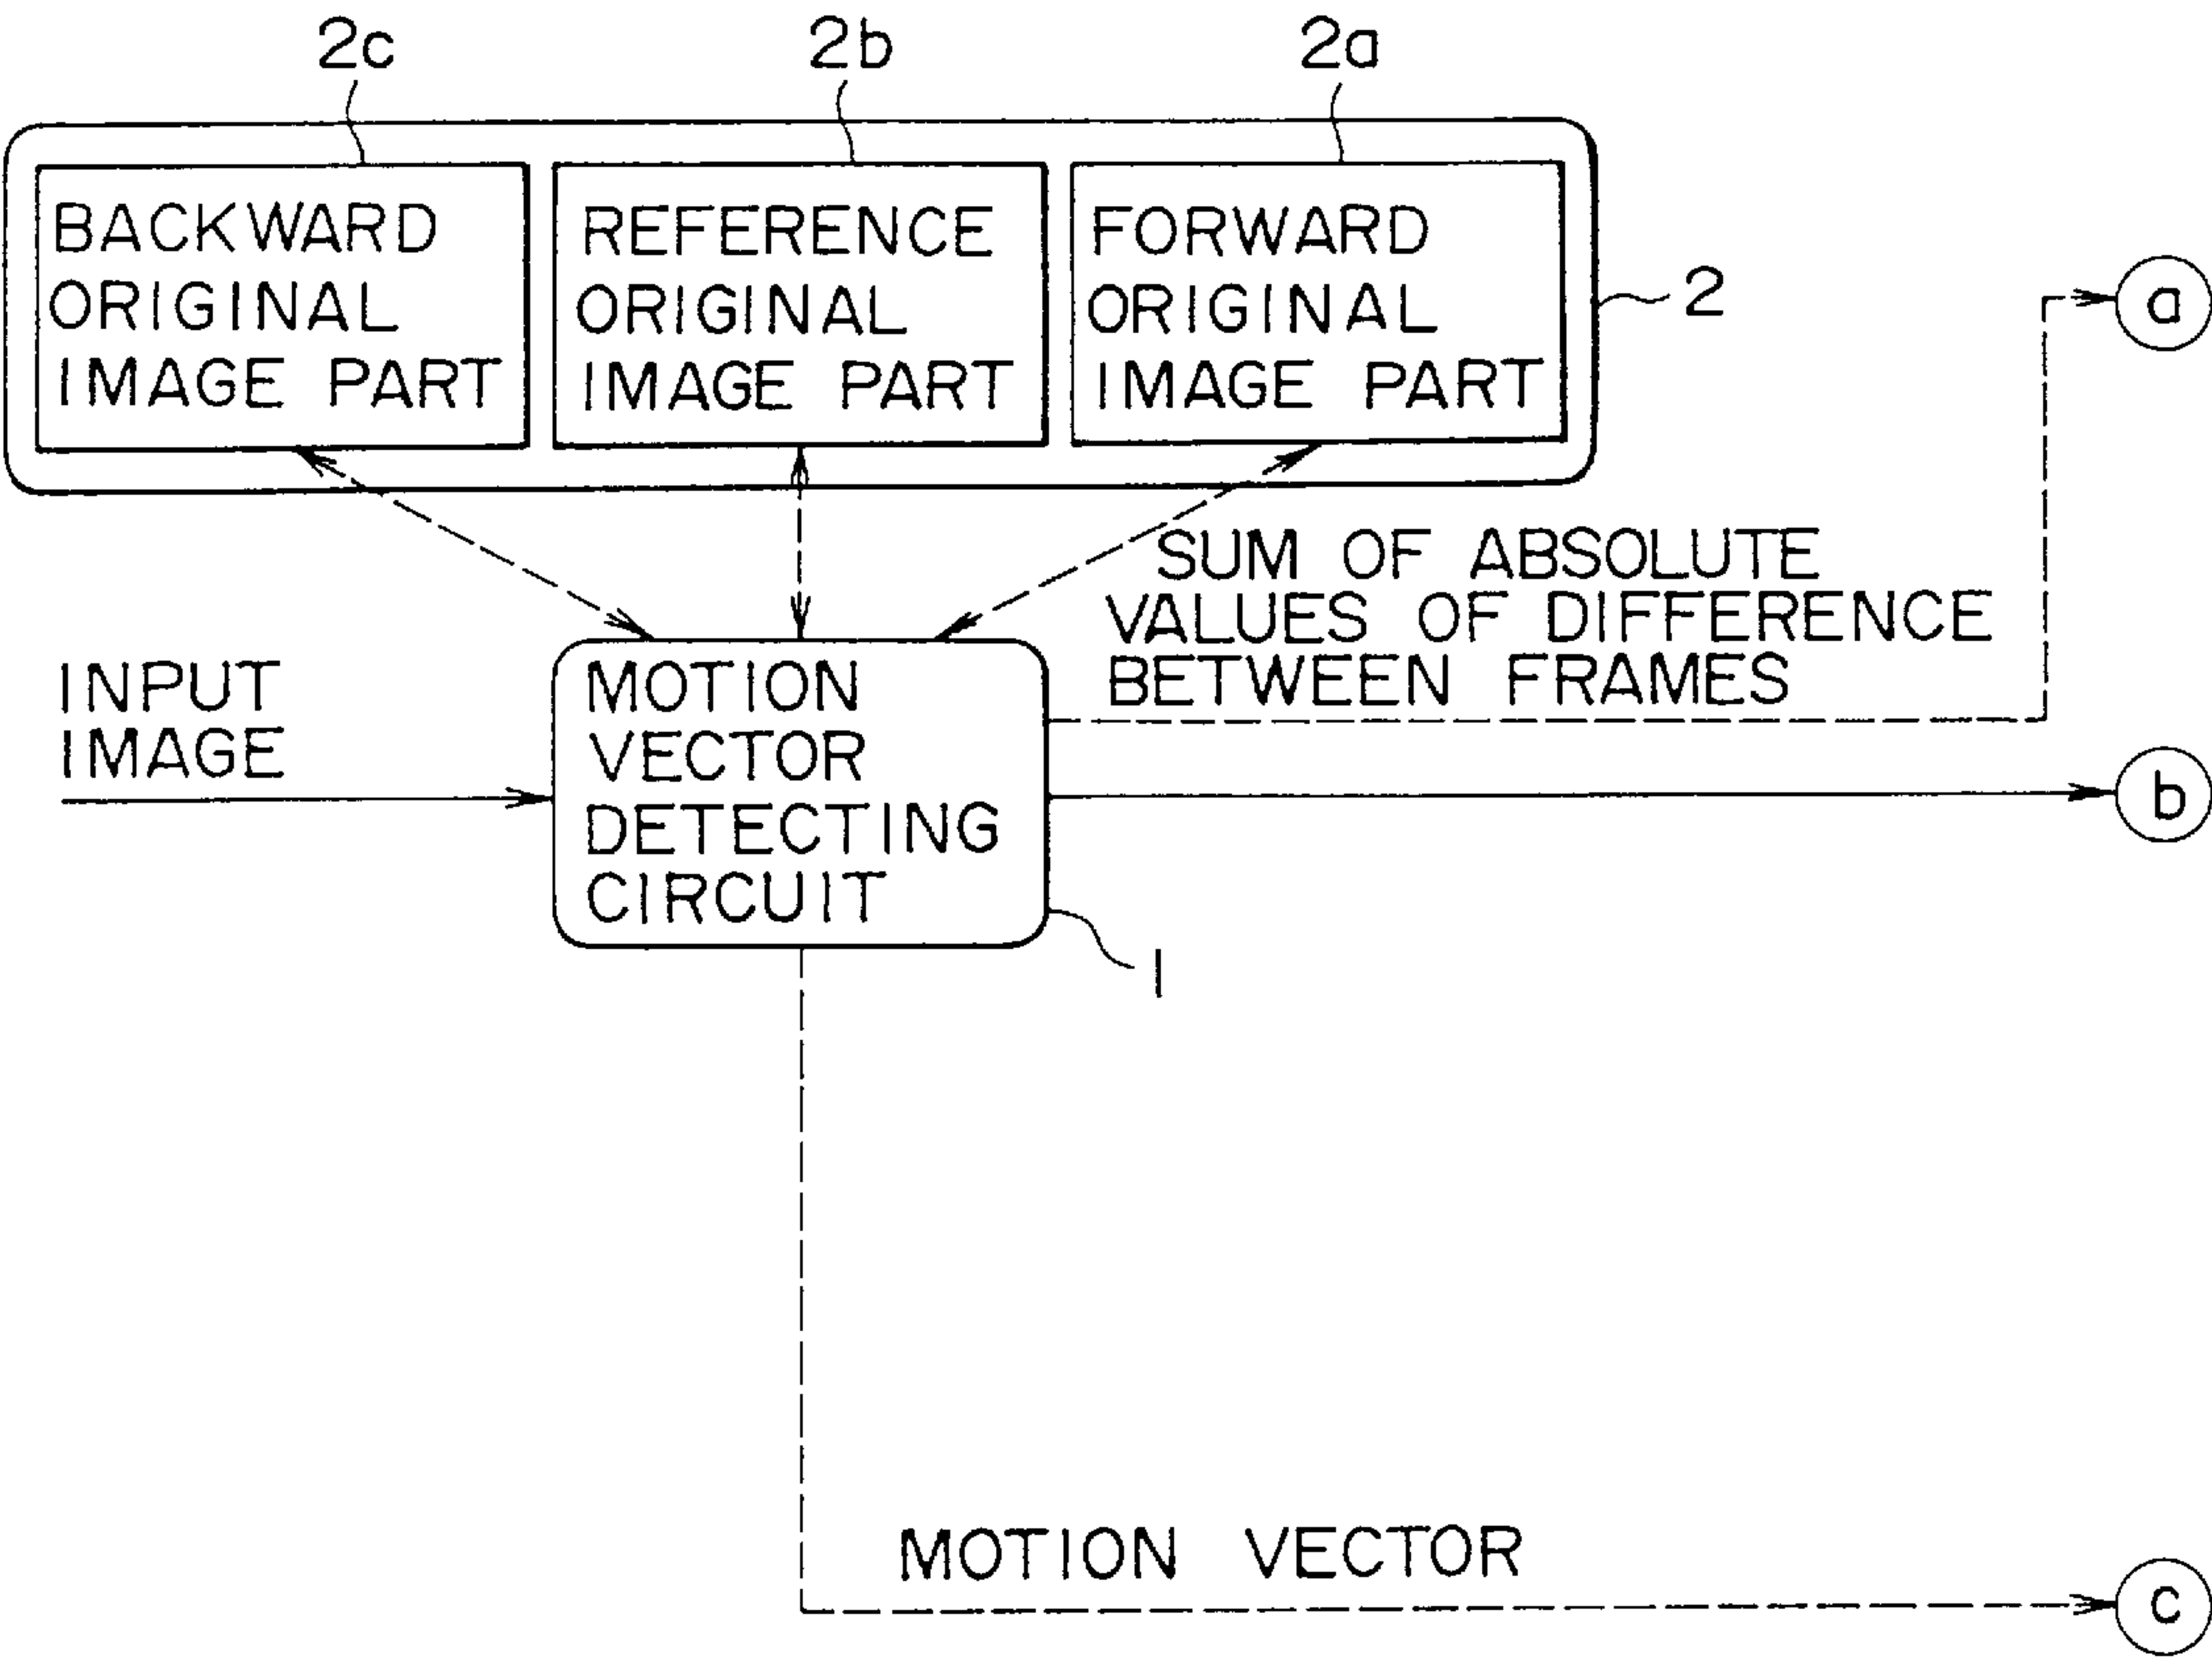 2c
2b
2a
BACKWARD
ORIGINAL
IMAGE PART
REFERENCE
ORIGINAL
IMAGE PART
FORWARD
ORIGINAL
IMAGE PART
2
a
SUM OF ABSOLUTE
VALUES OF DIFFERENCE
BETWEEN FRAMES
INPUT
IMAGE
MOTION
VECTOR
DETECTING
CIRCUIT
b
1
MOTION VECTOR
c